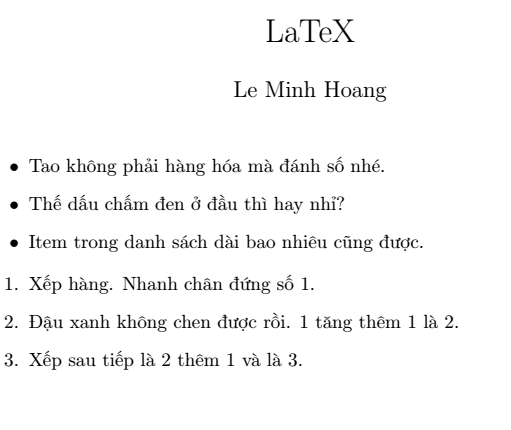 LaTeX
Le Minh Hoang
• Tao không phải hàng hóa mà đánh số nhé.
• Thế dấu chấm đen ở đầu thì hay nhỉ?
• Item trong danh sách dài bao nhiêu cũng được.
1. Xếp hàng. Nhanh chân đứng số 1.
2. Đậu xanh không chen được rồi. 1 tăng thêm 1 là 2.
3. Xếp sau tiếp là 2 thêm 1 và là 3.